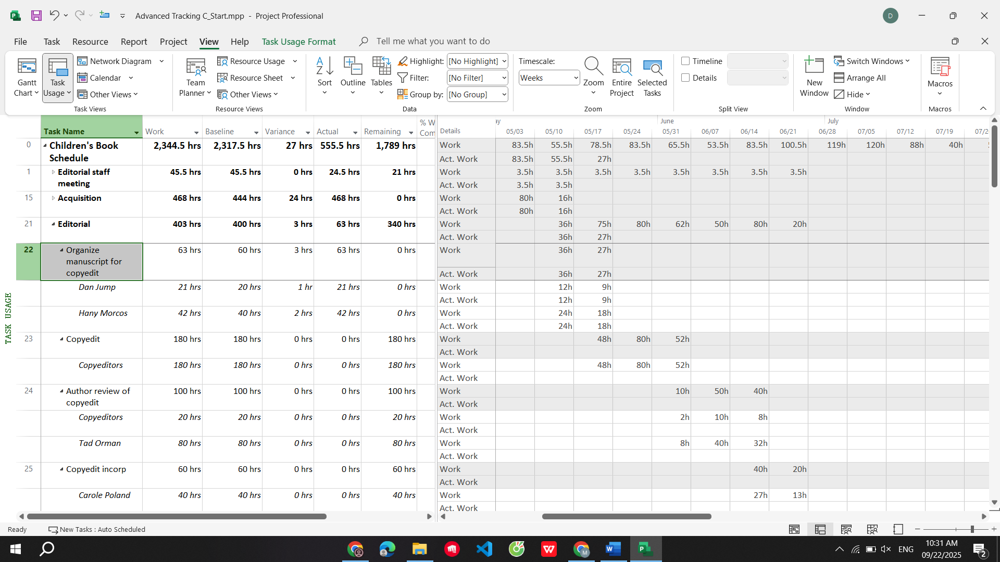 Advanced Tracking C_Start.mpp - Project Professional
D
File Task Resource Report Project View Help Task Usage Format Tell me what you want to do
Gantt Chart
Task Usage
Network Diagram
Calendar
Other Views
Task Views
Team Planner
Resource Usage
Resource Sheet
Other Views
Resource Views
Sort
Outline
Tables
Highlight: [No Highlight]
Filter: [No Filter]
Group by: [No Group]
Data
Timescale:
Weeks
Zoom
Entire Project
Selected Tasks
Zoom
Timeline
Details
Split View
New Window
Switch Windows
Arrange All
Hide
Window
Macros
Macros
Task Name Work Baseline Variance Actual Remaining % W Com
Details ay June July
05/03 05/10 05/17 05/24 05/31 06/07 06/14 06/21 06/28 07/05 07/12 07/19
0 Children's Book Schedule 2,344.5 hrs 2,317.5 hrs 27 hrs 555.5 hrs 1,789 hrs
Work 83.5h 55.5h 78.5h 83.5h 65.5h 53.5h 83.5h 100.5h 119h 120h 88h 40h
Act. Work 83.5h 55.5h 27h
1 Editorial staff meeting 45.5 hrs 45.5 hrs 0 hrs 24.5 hrs 21 hrs
Work 3.5h 3.5h 3.5h 3.5h 3.5h 3.5h 3.5h 3.5h
Act. Work 3.5h 3.5h
15 Acquisition 468 hrs 444 hrs 24 hrs 468 hrs 0 hrs
Work 80h 16h
Act. Work 80h 16h
21 Editorial 403 hrs 400 hrs 3 hrs 63 hrs 340 hrs
Work 36h 75h 80h 62h 50h 80h 20h
Act. Work 36h 27h
22 Organize manuscript for copyedit 63 hrs 60 hrs 3 hrs 63 hrs 0 hrs
Work 36h 27h
Act. Work 36h 27h
Dan Jump 21 hrs 20 hrs 1 hr 21 hrs 0 hrs
Work 12h 9h
Act. Work 12h 9h
Hany Morcos 42 hrs 40 hrs 2 hrs 42 hrs 0 hrs
Work 24h 18h
Act. Work 24h 18h
23 Copyedit 180 hrs 180 hrs 0 hrs 0 hrs 180 hrs
Work 48h 80h 52h
Act. Work
Copyeditors 180 hrs 180 hrs 0 hrs 0 hrs 180 hrs
Work 48h 80h 52h
Act. Work
24 Author review of copyedit 100 hrs 100 hrs 0 hrs 0 hrs 100 hrs
Work 10h 50h 40h
Act. Work
Copyeditors 20 hrs 20 hrs 0 hrs 0 hrs 20 hrs
Work 2h 10h 8h
Act. Work
Tad Orman 80 hrs 80 hrs 0 hrs 0 hrs 80 hrs
Work 8h 40h 32h
Act. Work
25 Copyedit incorp 60 hrs 60 hrs 0 hrs 0 hrs 60 hrs
Work 40h 20h
Act. Work
Carole Poland 40 hrs 40 hrs 0 hrs 0 hrs 40 hrs
Work 27h 13h
Act. Work
TASK USAGE
Ready New Tasks : Auto Scheduled
ENG
10:31 AM
09/22/2025
2